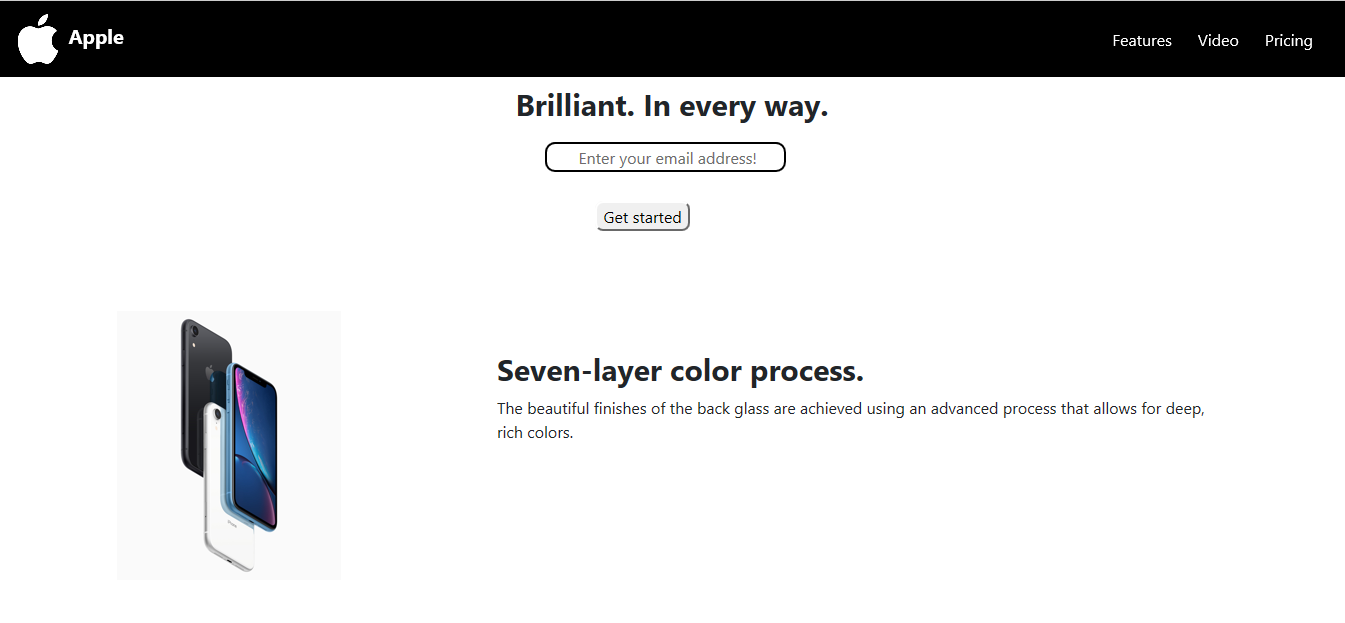 Apple
Features Video Pricing
Brilliant. In every way.
Enter your email address!
Get started
Seven-layer color process.
The beautiful finishes of the back glass are achieved using an advanced process that allows for deep,
rich colors.